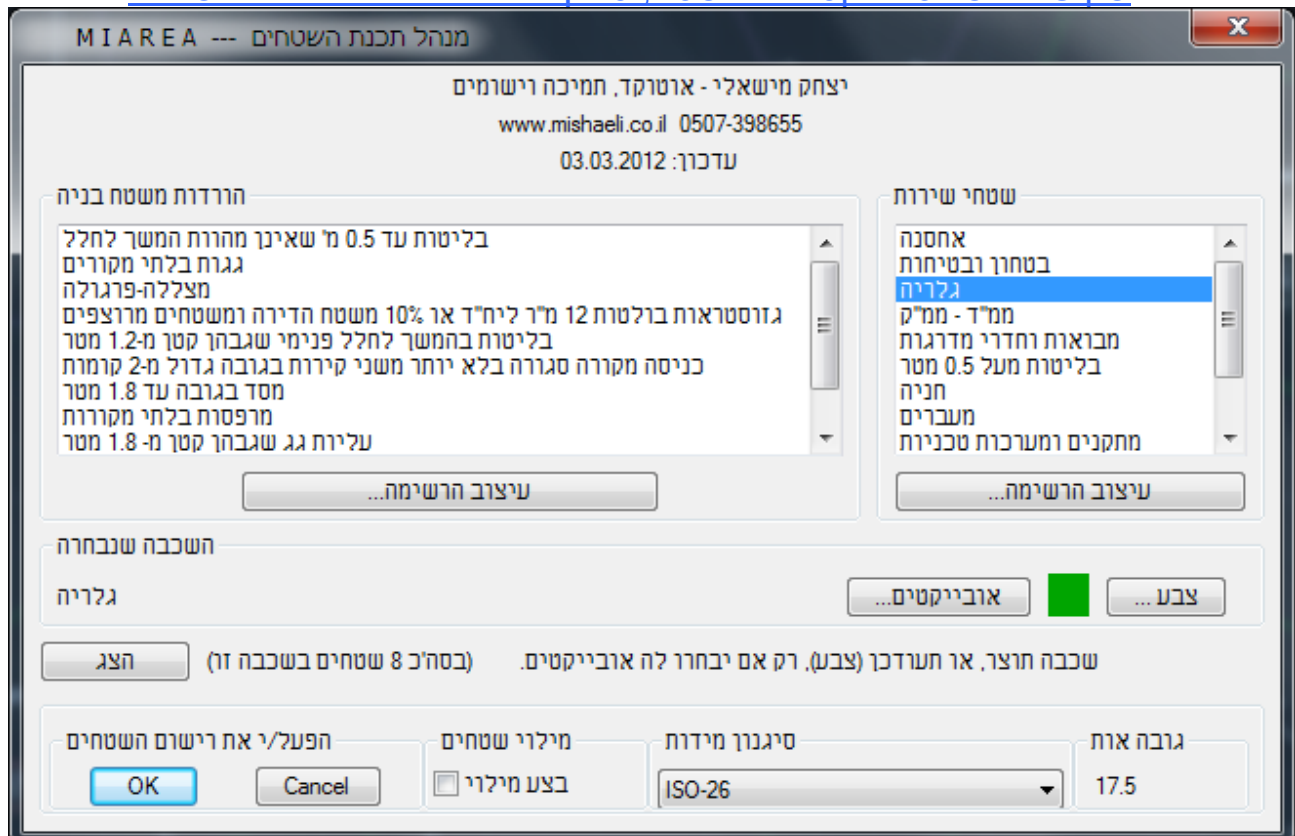 מנהל תכנת השטחים --- M I A R E A
יצחק מישאלי - אוטוקד, תמיכה וישומים
www.mishaeli.co.il 0507-398655
עדכון: 03.03.2012
שטחי שירות
אחסנה
בטחון ובטיחות
גלריה
ממ"ד - ממ"ק
מבואות וחדרי מדרגות
בליטות מעל 0.5 מטר
חניה
מעברים
מתקנים ומערכות טכניות
עיצוב הרשימה...
הורדות משטח בניה
בליטות עד 0.5 מ' שאינן מהוות המשך לחלל
גגות בלתי מקורים
מצללה-פרגולה
גזוסטראות בולטות 12 מ"ר ליח"ד או 10% משטח הדירה ומשטחים מרוצפים
בליטות בהמשך לחלל פנימי שגבהן קטן מ-1.2 מטר
כניסה מקורה סגורה בלא יותר משני קירות בגובה גדול מ-2 קומות
מסד בגובה עד 1.8 מטר
מרפסות בלתי מקורות
עליות גג שגבהן קטן מ- 1.8 מטר
עיצוב הרשימה...
השכבה שנבחרה
צבע ...
אובייקטים...
גלריה
שכבה תוצר, או תעודכן (צבע), רק אם יבחרו לה אובייקטים.
(בסה'כ 8 שטחים בשכבה זו)
הצג
גובה אות
17.5
סיגנון מידות
ISO-26
מילוי שטחים
בצע מילוי
הפעל/י את רישום השטחים
OK
Cancel